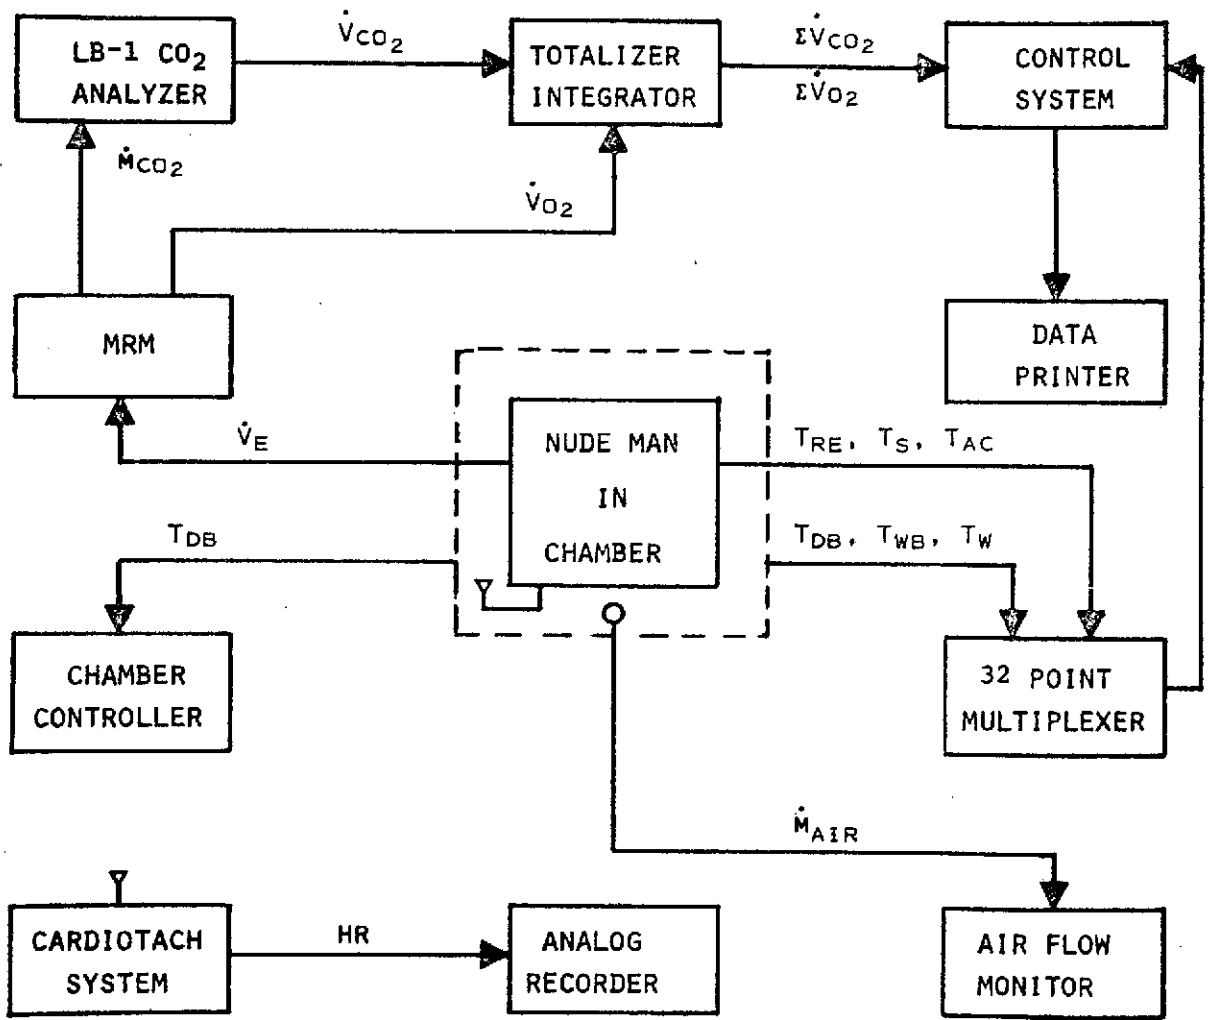 LB-1 CO₂
ANALYZER
V̇CO₂
TOTALIZER
INTEGRATOR
ΣV̇CO₂
ΣV̇O₂
CONTROL
SYSTEM
ṀCO₂
V̇O₂
MRM
DATA
PRINTER
V̇E
NUDE MAN
IN
CHAMBER
TRE, TS, TAC
TDB
TDB, TWB, TW
CHAMBER
CONTROLLER
32 POINT
MULTIPLEXER
ṀAIR
CARDIOTACH
SYSTEM
HR
ANALOG
RECORDER
AIR FLOW
MONITOR